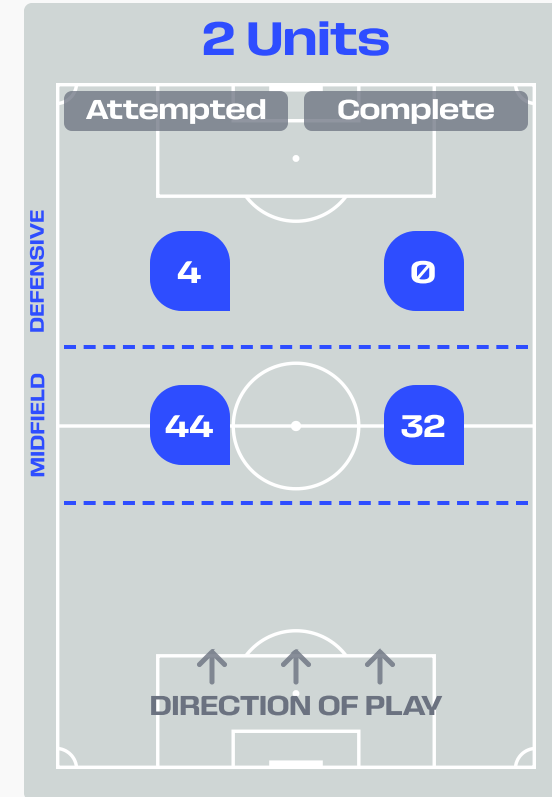 2 Units
Attempted Complete
DEFENSIVE
4 0
MIDFIELD
44 32
DIRECTION OF PLAY